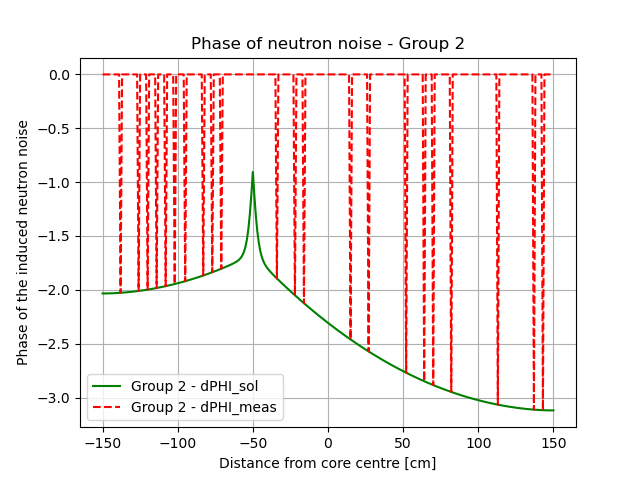 Phase of neutron noise - Group 2
Phase of the induced neutron noise
0.0
−0.5
−1.0
−1.5
−2.0
−2.5
−3.0
Group 2 - dPHI_sol
Group 2 - dPHI_meas
−150
−100
−50
0
50
100
150
Distance from core centre [cm]